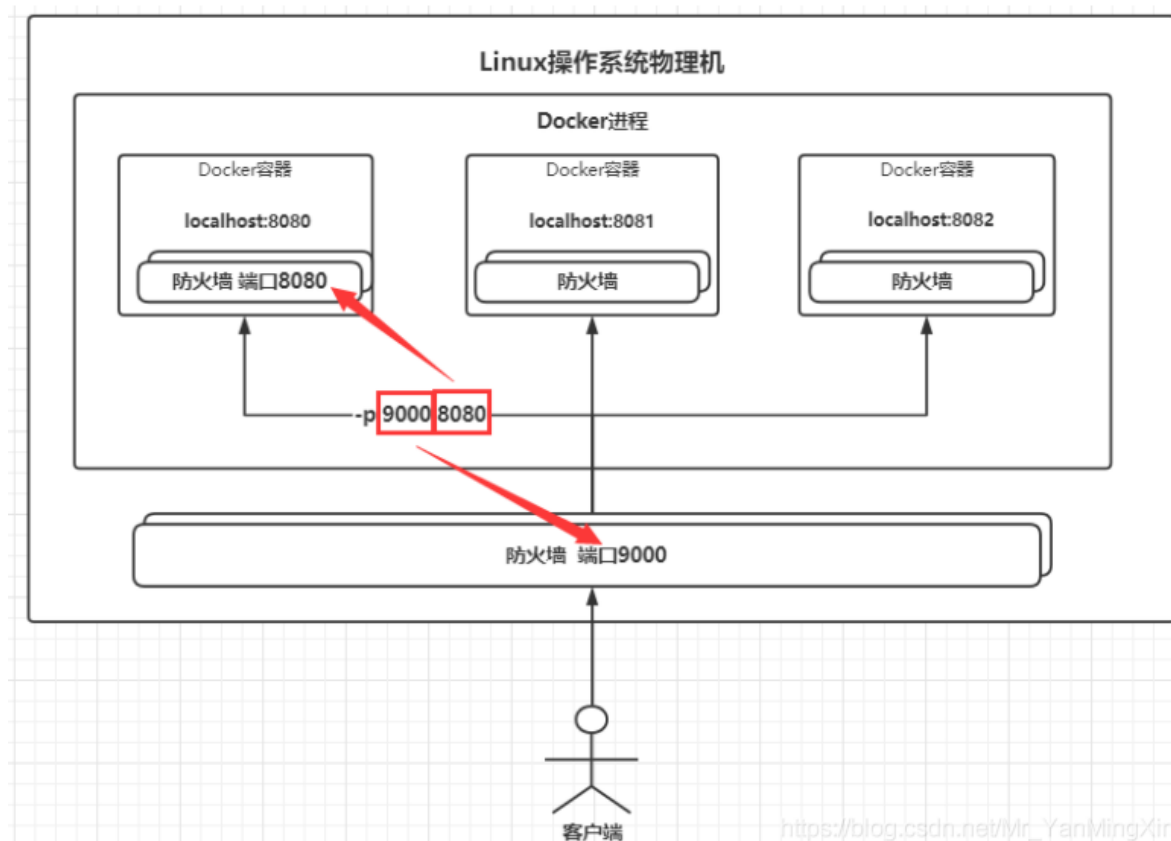 Linux操作系统物理机
Docker进程
Docker容器
localhost:8080
防火墙 端口8080
Docker容器
localhost:8081
防火墙
Docker容器
localhost:8082
防火墙
-p 9000 8080
防火墙 端口9000
客户端
https://blog.csdn.net/Mr_YanMingXin